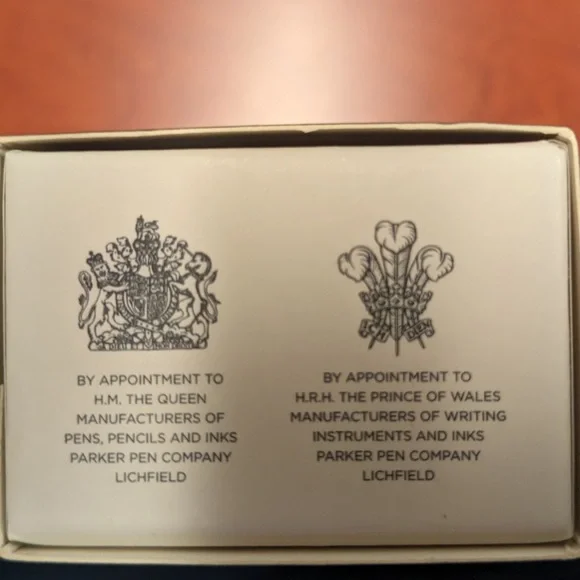 BY APPOINTMENT TO
H.M. THE QUEEN
MANUFACTURERS OF
PENS, PENCILS AND INKS
PARKER PEN COMPANY
LICHFIELD
BY APPOINTMENT TO
H.R.H. THE PRINCE OF WALES
MANUFACTURERS OF WRITING
INSTRUMENTS AND INKS
PARKER PEN COMPANY
LICHFIELD